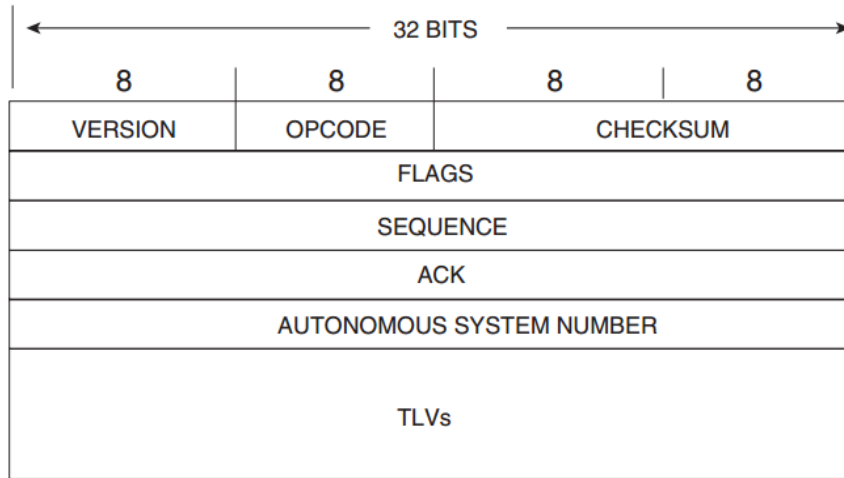 32 BITS
8 8 8 8
VERSION OPCODE CHECKSUM
FLAGS
SEQUENCE
ACK
AUTONOMOUS SYSTEM NUMBER
TLVs